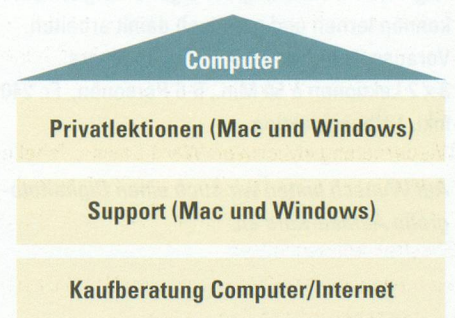 Computer
Privatlektionen (Mac und Windows)
Support (Mac und Windows)
Kaufberatung Computer/Internet